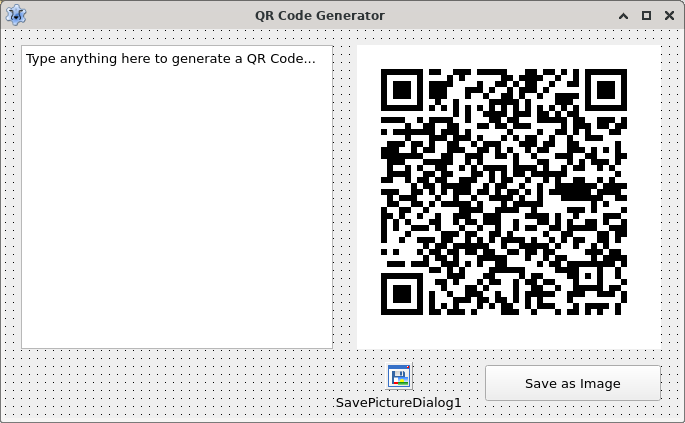 QR Code Generator
Type anything here to generate a QR Code...
SavePictureDialog1
Save as Image